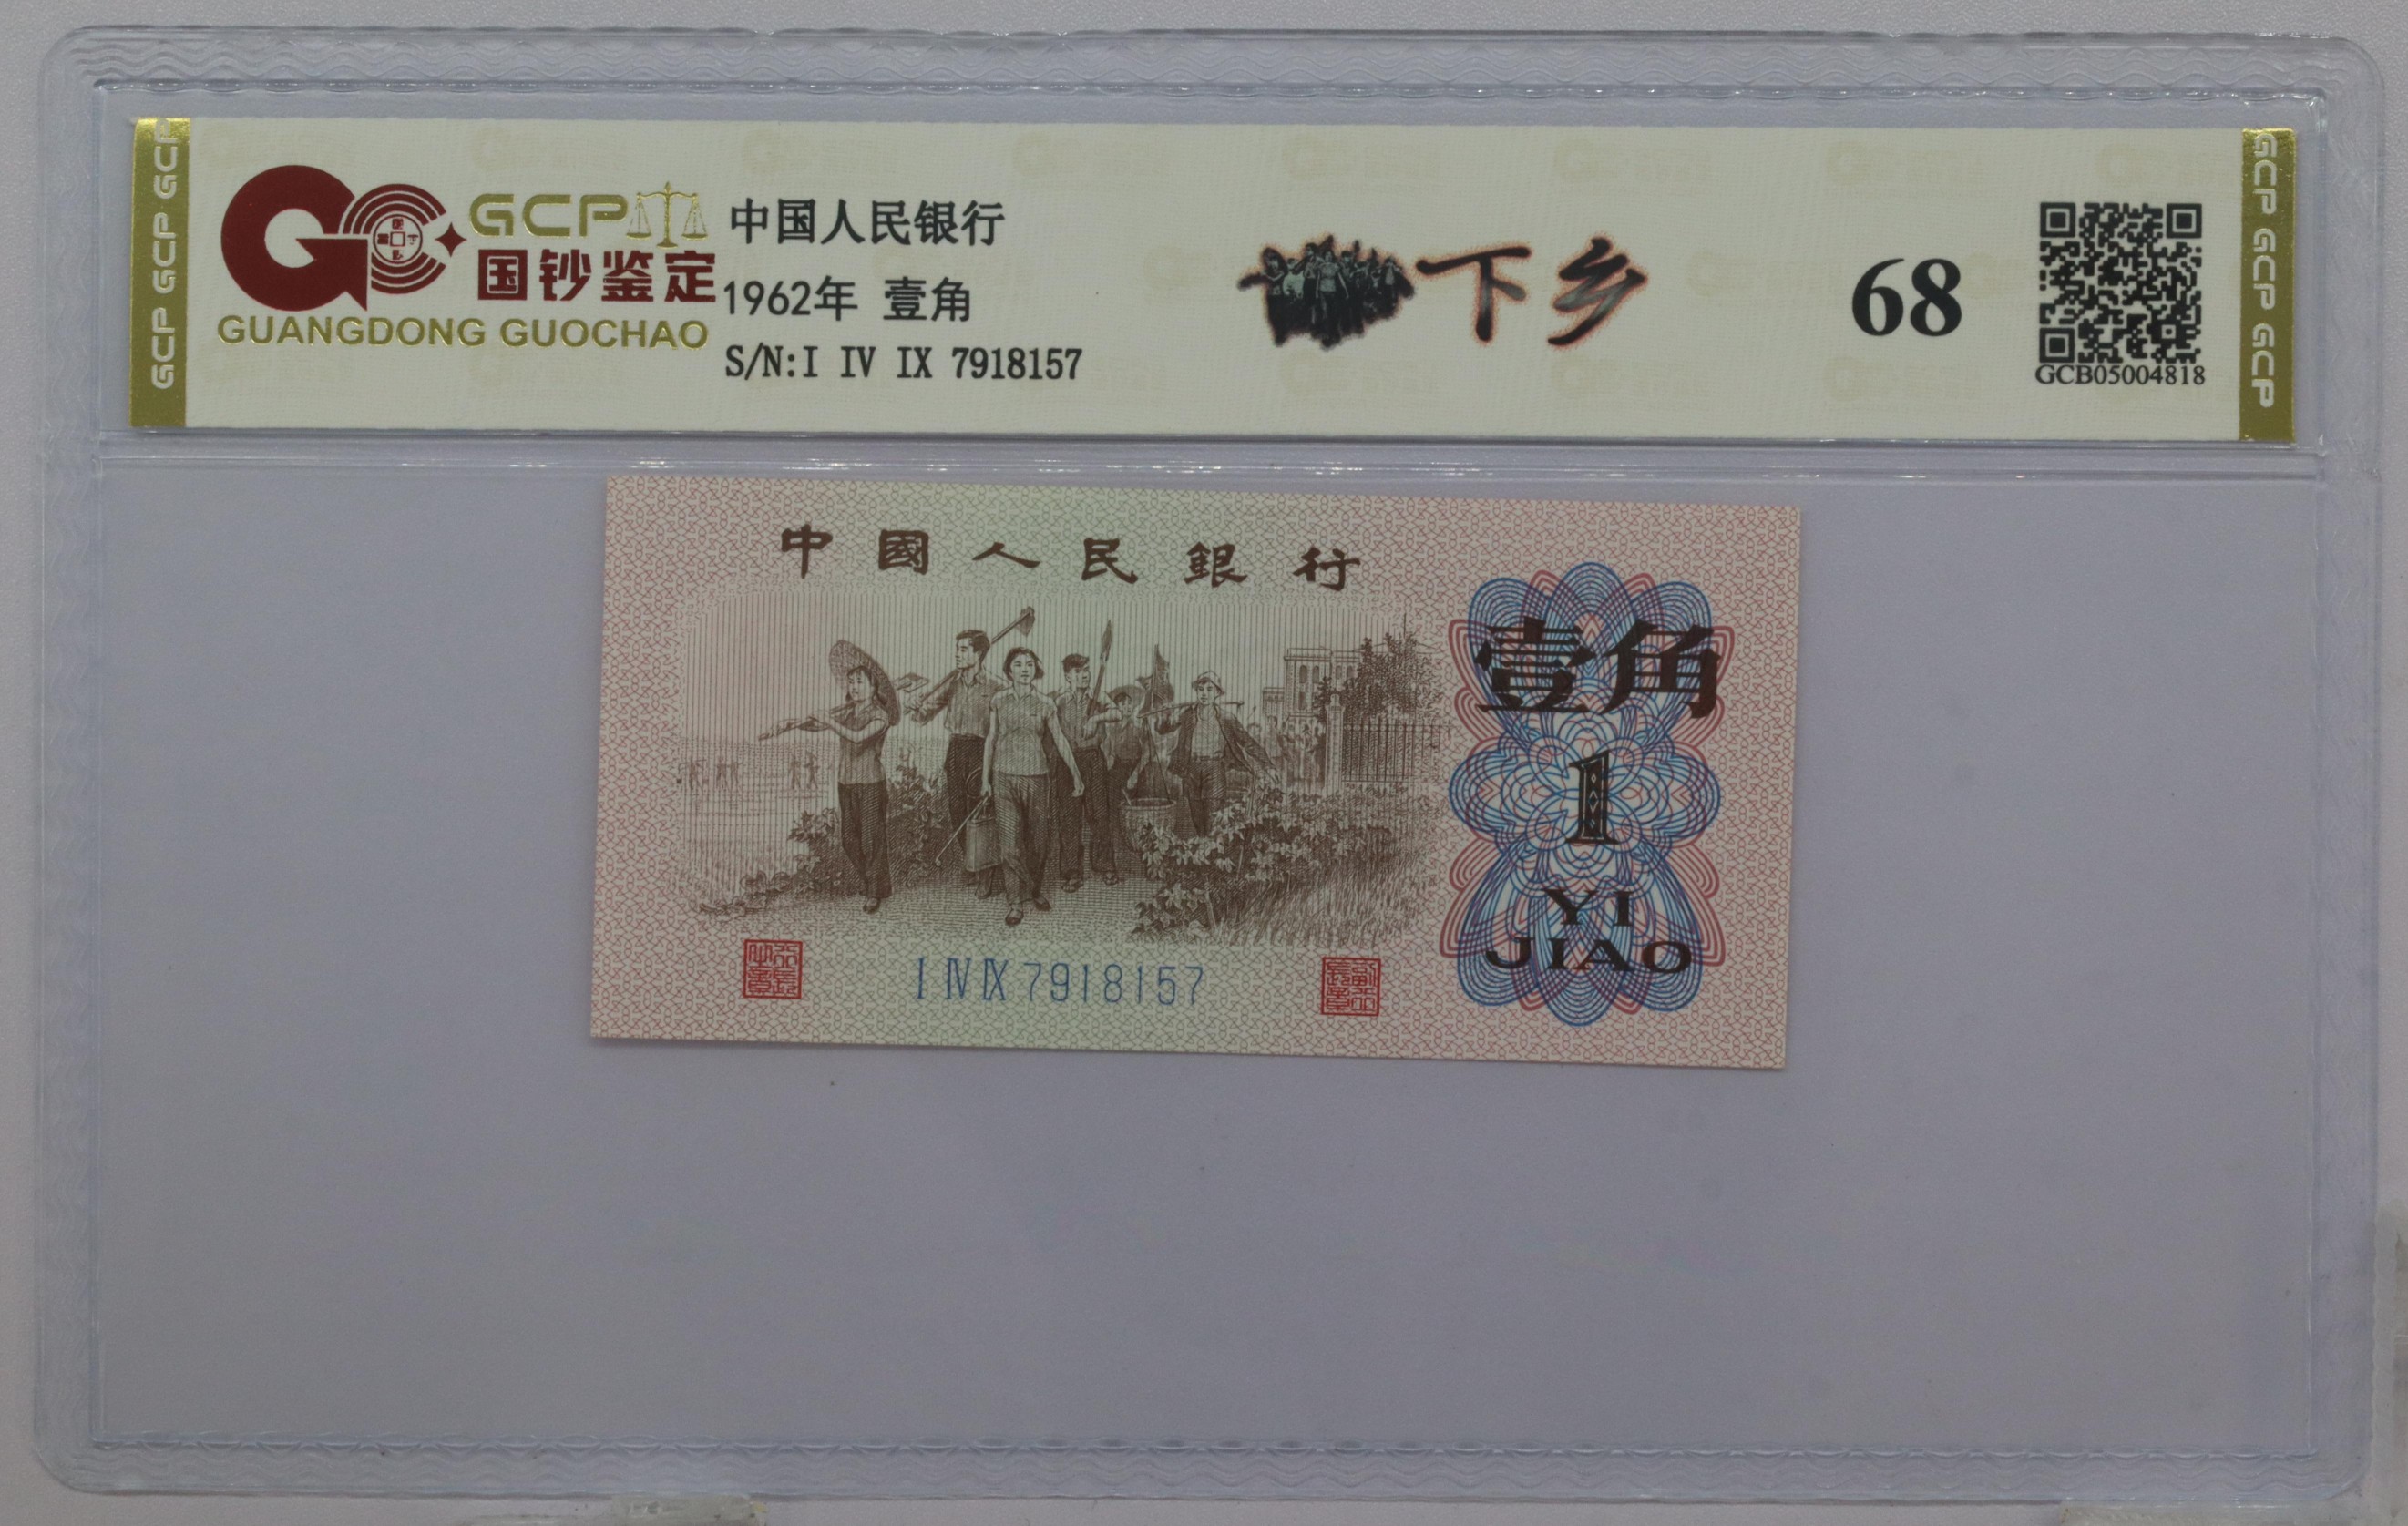 GCP GCP GCP
GCP
国钞鉴定
GUANGDONG GUOCHAO
中国人民银行
1962年 壹角
S/N:I IV IX 7918157
下乡
68
GCB05004818
GCP GCP GCP
中國人民銀行
壹角
1
YI
JIAO
I IV IX 7918157